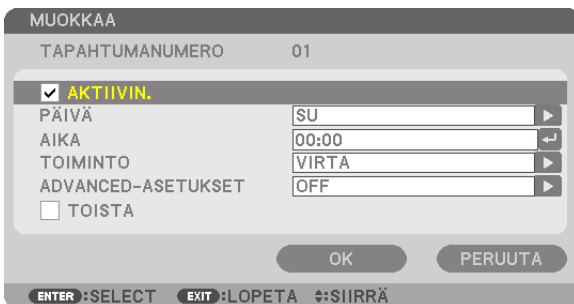 MUOKKAA
TAPAHTUMANUMERO 01
AKTIIVIN.
PÄIVÄ SU
AIKA 00:00
TOIMINTO VIRTA
ADVANCED-ASETUKSET OFF
TOISTA
OK PERUUTA
ENTER:SELECT EXIT:LOPETA :SIIRRÄ